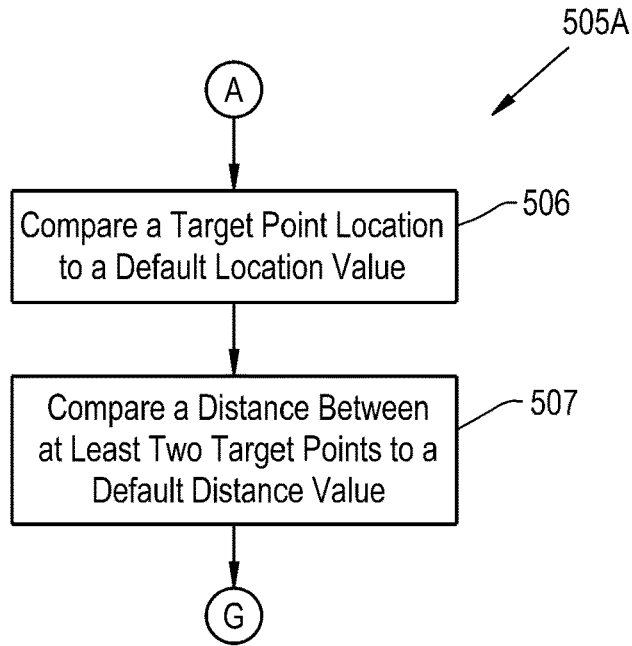 505A
A
Compare a Target Point Location
to a Default Location Value
506
Compare a Distance Between
at Least Two Target Points to a
Default Distance Value
507
G